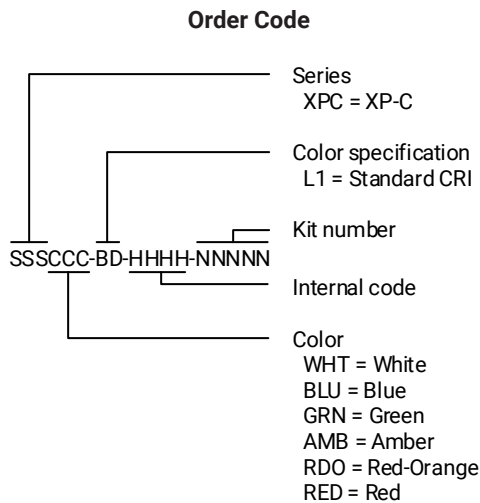 Order Code
Series
XPC = XP-C
Color specification
L1 = Standard CRI
Kit number
SSSCCC-BD-HHHH-NNNNN
Internal code
Color
WHT = White
BLU = Blue
GRN = Green
AMB = Amber
RDO = Red-Orange
RED = Red